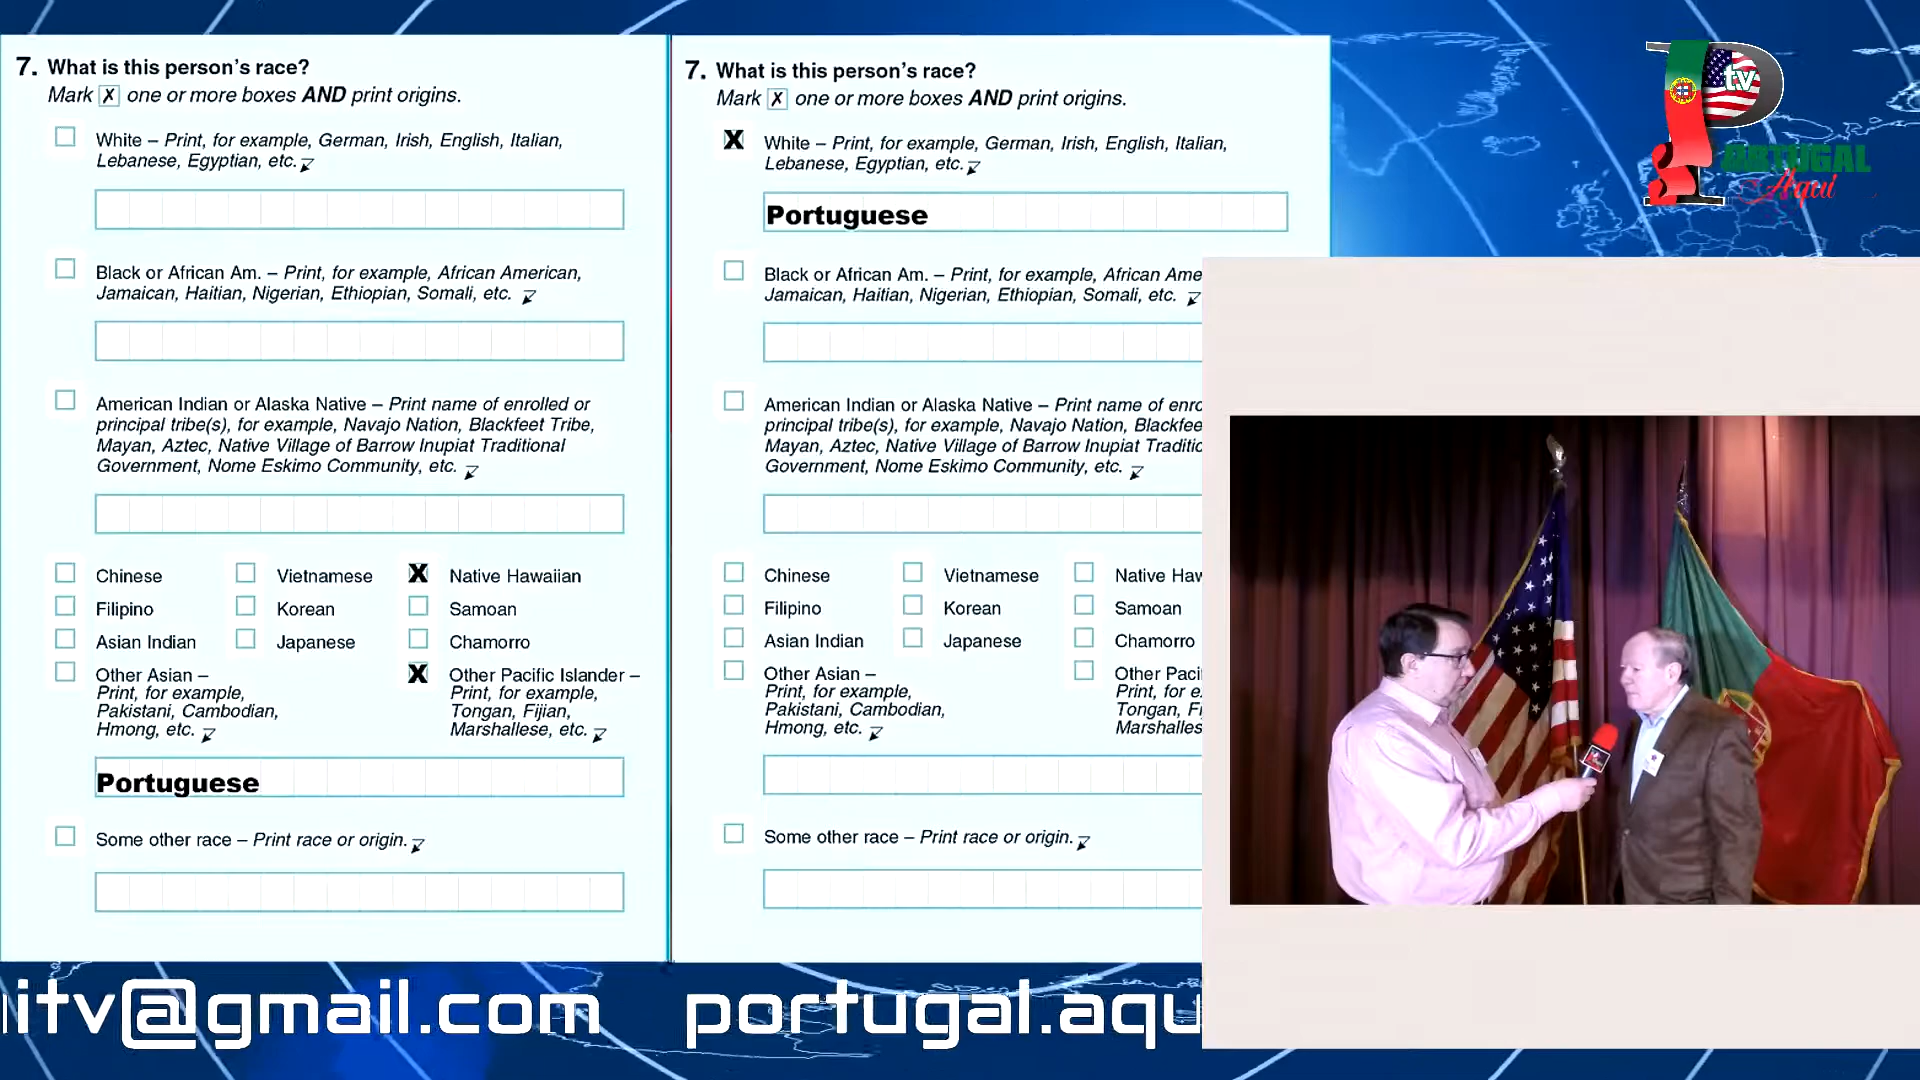 7. What is this person's race?
Mark X one or more boxes AND print origins.
White – Print, for example, German, Irish, English, Italian,
Lebanese, Egyptian, etc.
Black or African Am. – Print, for example, African American,
Jamaican, Haitian, Nigerian, Ethiopian, Somali, etc.
American Indian or Alaska Native – Print name of enrolled or
principal tribe(s), for example, Navajo Nation, Blackfeet Tribe,
Mayan, Aztec, Native Village of Barrow Inupiat Traditional
Government, Nome Eskimo Community, etc.
Chinese
Vietnamese
X Native Hawaiian
Filipino
Korean
Samoan
Asian Indian
Japanese
Chamorro
Other Asian –
Print, for example,
Pakistani, Cambodian,
Hmong, etc.
X Other Pacific Islander –
Print, for example,
Tongan, Fijian,
Marshallese, etc.
Portuguese
Some other race – Print race or origin.
7. What is this person's race?
Mark X one or more boxes AND print origins.
X White – Print, for example, German, Irish, English, Italian,
Lebanese, Egyptian, etc.
Portuguese
Black or African Am. – Print, for example, African Ame
Jamaican, Haitian, Nigerian, Ethiopian, Somali, etc.
American Indian or Alaska Native – Print name of enro
principal tribe(s), for example, Navajo Nation, Blackfee
Mayan, Aztec, Native Village of Barrow Inupiat Traditio
Government, Nome Eskimo Community, etc.
Chinese
Vietnamese
Native Haw
Filipino
Korean
Samoan
Asian Indian
Japanese
Chamorro
Other Asian –
Print, for example,
Pakistani, Cambodian,
Hmong, etc.
Other Paci
Print, for e
Tongan, Fi
Marshalles
Some other race – Print race or origin.
P tv
PORTUGAL
Aqui
itv@gmail.com portugal.aqu